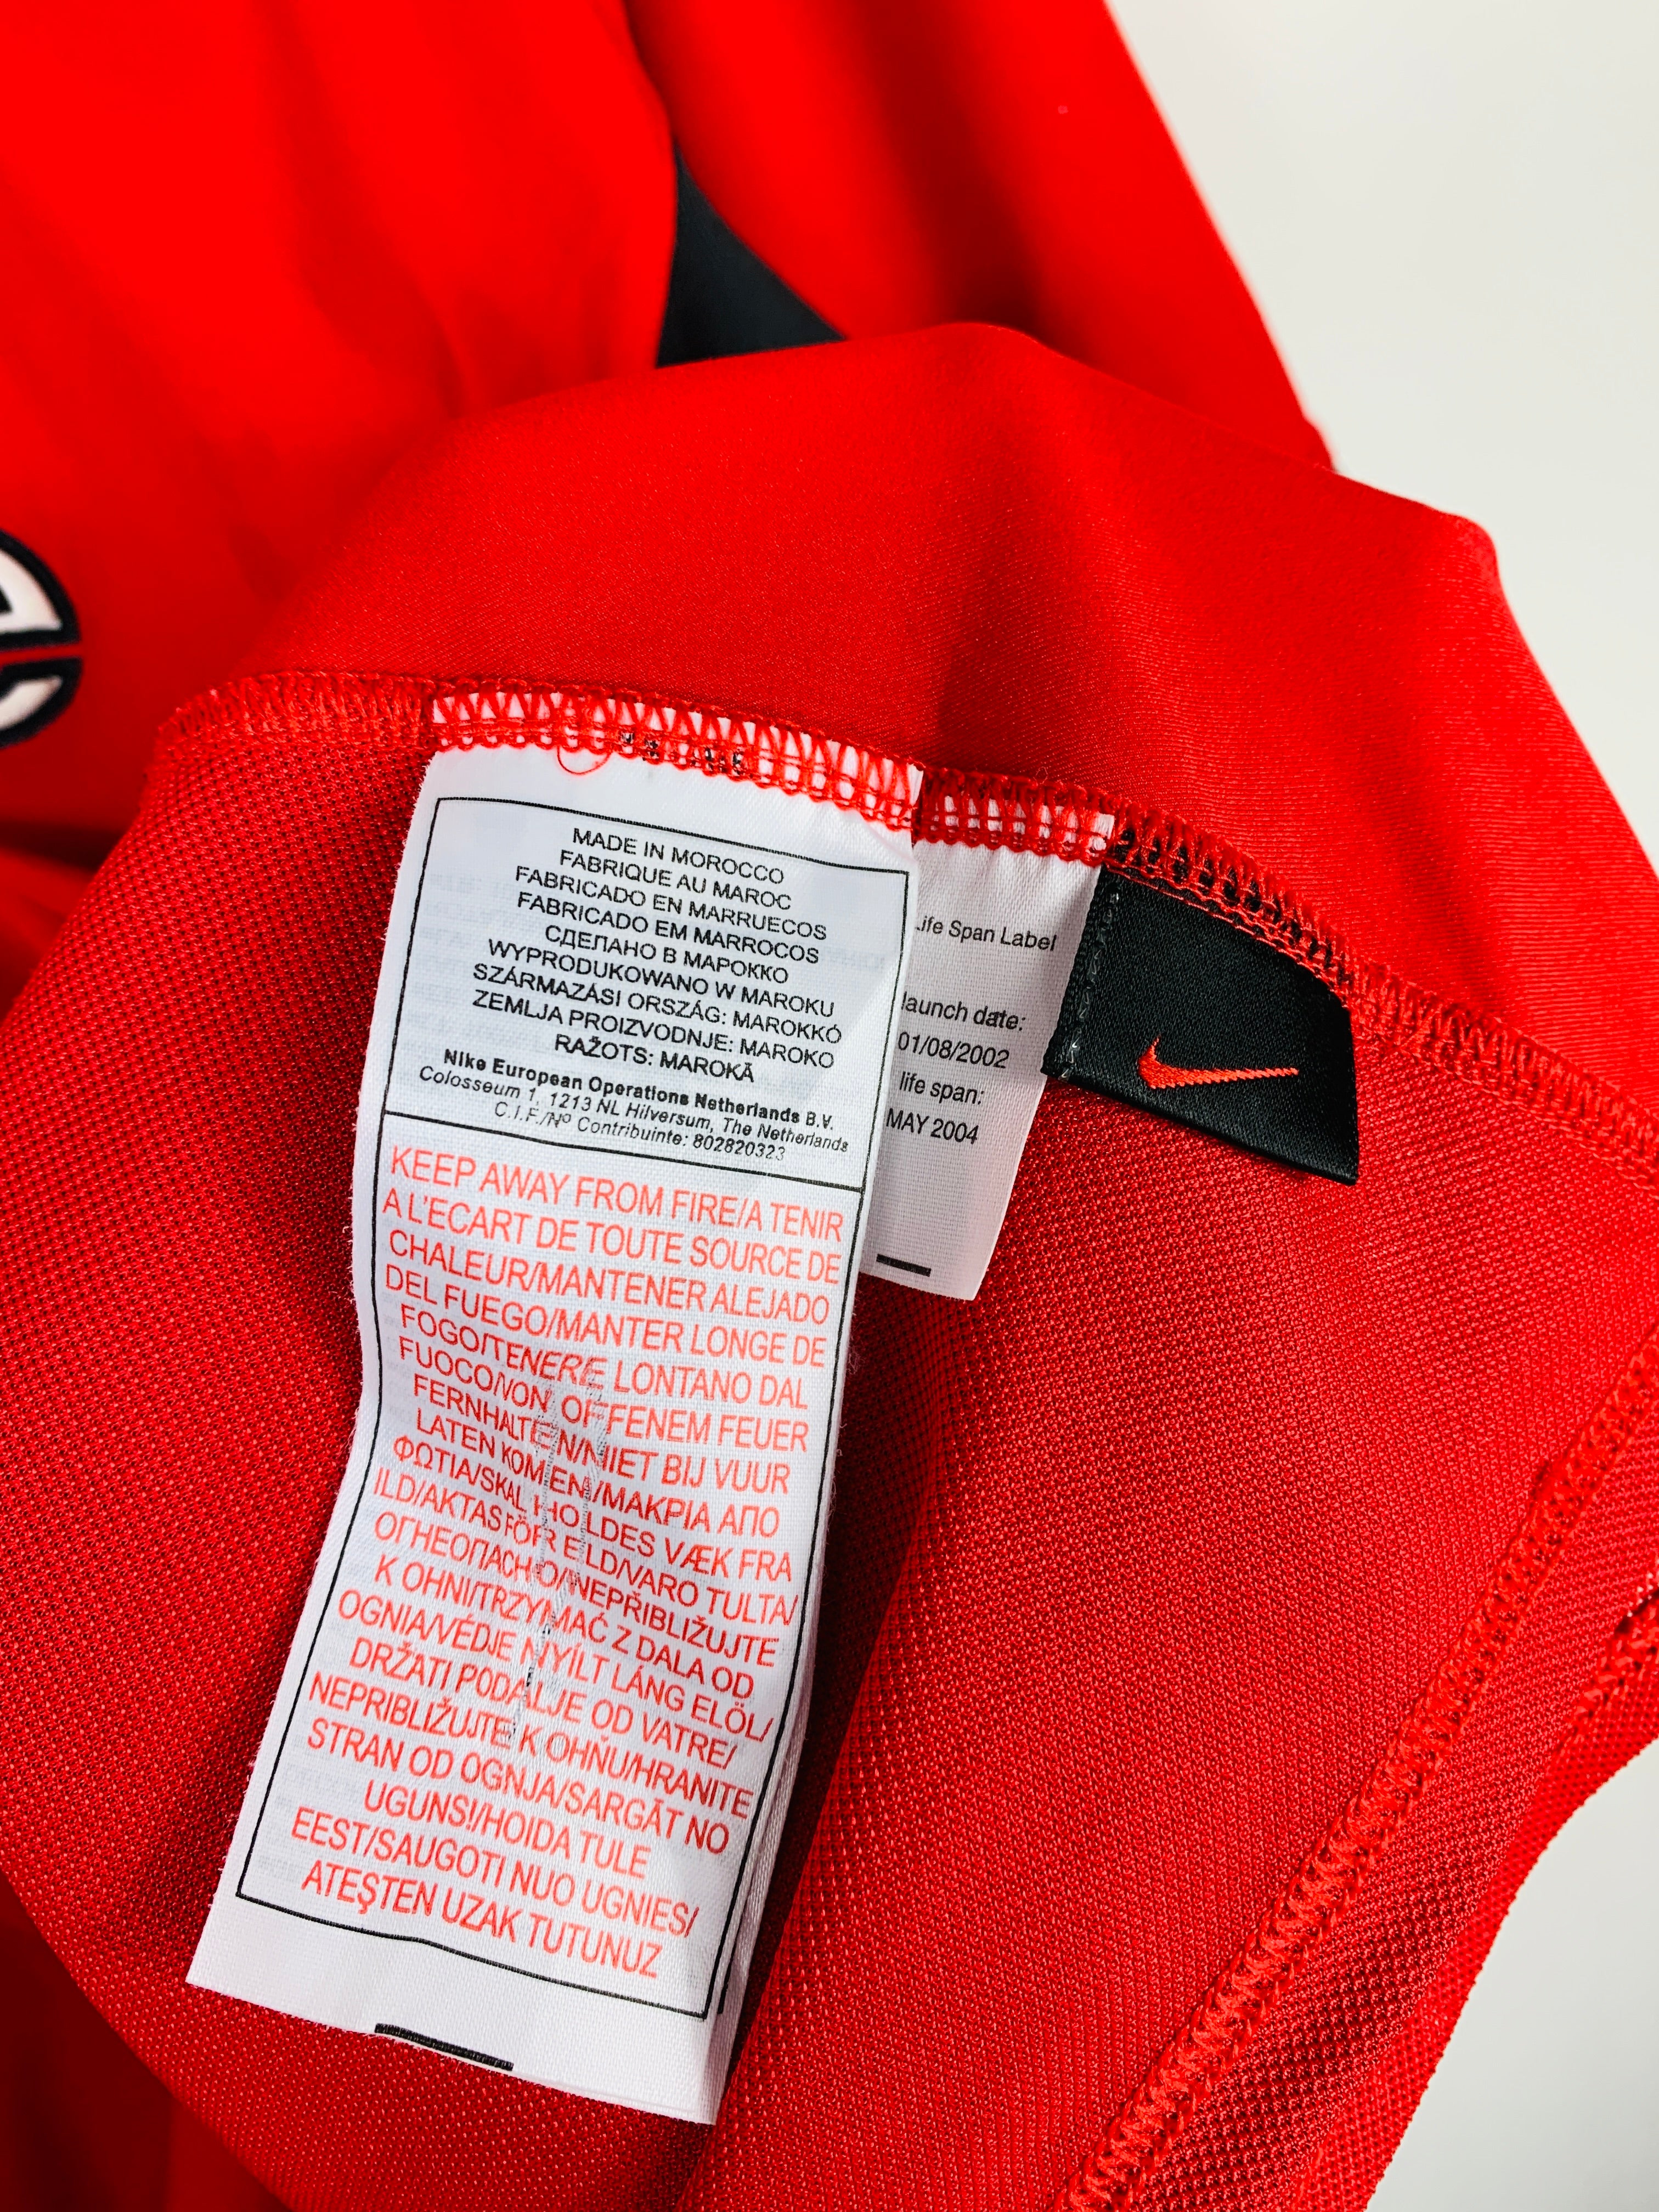 MADE IN MOROCCO
FABRIQUE AU MAROC
FABRICADO EN MARRUECOS
FABRICADO EM MARROCOS
СДЕЛАНО В МАРОККО
WYPRODUKOWANO W MAROKU
SZÁRMAZÁSI ORSZÁG: MAROKKÓ
ZEMLJA PROIZVODNJE: MAROKO
RAŽOTS: MAROKĀ
Nike European Operations Netherlands B.V.
Colosseum 1, 1213 NL Hilversum, The Netherlands
C.I.F./Nº Contribuinte: 802820323
KEEP AWAY FROM FIRE/A TENIR
A L'ECART DE TOUTE SOURCE DE
CHALEUR/MANTENER ALEJADO
DEL FUEGO/MANTER LONGE DE
FOGO/TENERE LONTANO DAL
FUOCO/VON OFFENEM FEUER
FERNHALTEN/NIET BIJ VUUR
LATEN KOMEN/ΜΑΚΡΙΑ ΑΠΟ
ΦΩΤΙΑ/SKAL HOLDES VÆK FRA
ILD/AKTAS FÖR ELD/VARO TULTA/
ОГНЕОПАСНО/NEPŘIBLIŽUJTE
K OHNI/TRZYMAĆ Z DALA OD
OGNIA/VÉDJE NYÍLT LÁNG ELÖL/
DRŽATI PODALJE OD VATRE/
NEPRIBLIŽUJTE K OHŇU/HRANITE
STRAN OD OGNJA/SARGĀT NO
UGUNS!/HOIDA TULE
EEST/SAUGOTI NUO UGNIES/
ATEŞTEN UZAK TUTUNUZ
Life Span Label
launch date:
01/08/2002
life span:
MAY 2004